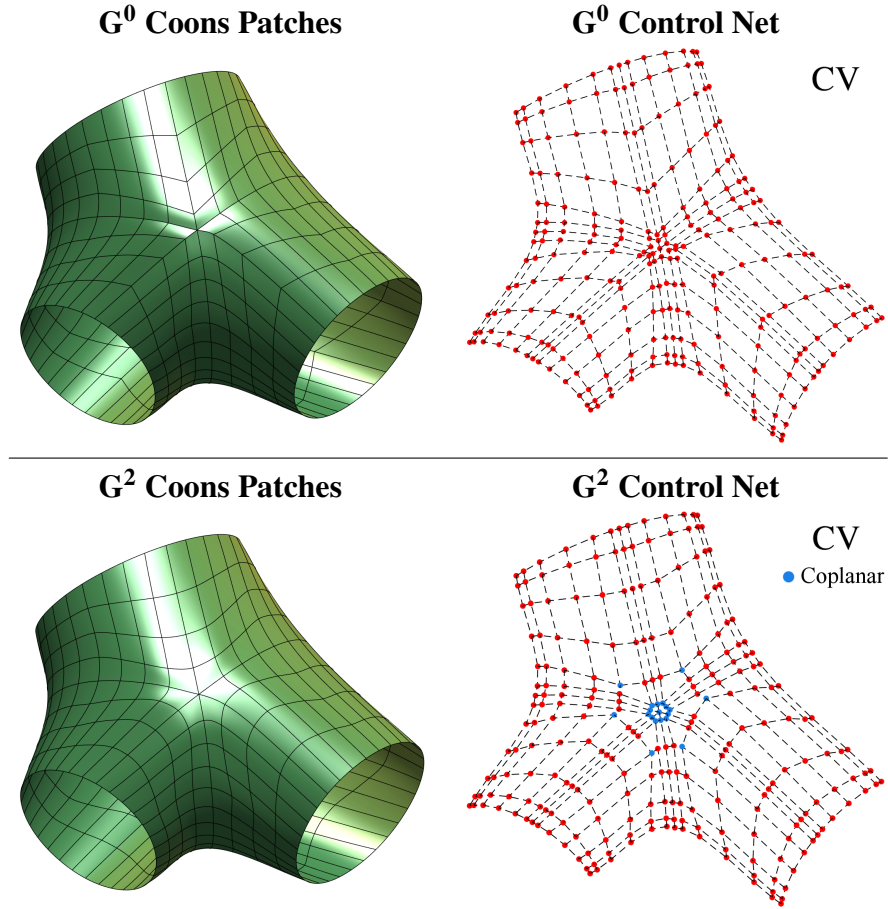 G⁰ Coons Patches
G⁰ Control Net
CV
G² Coons Patches
G² Control Net
CV
Coplanar